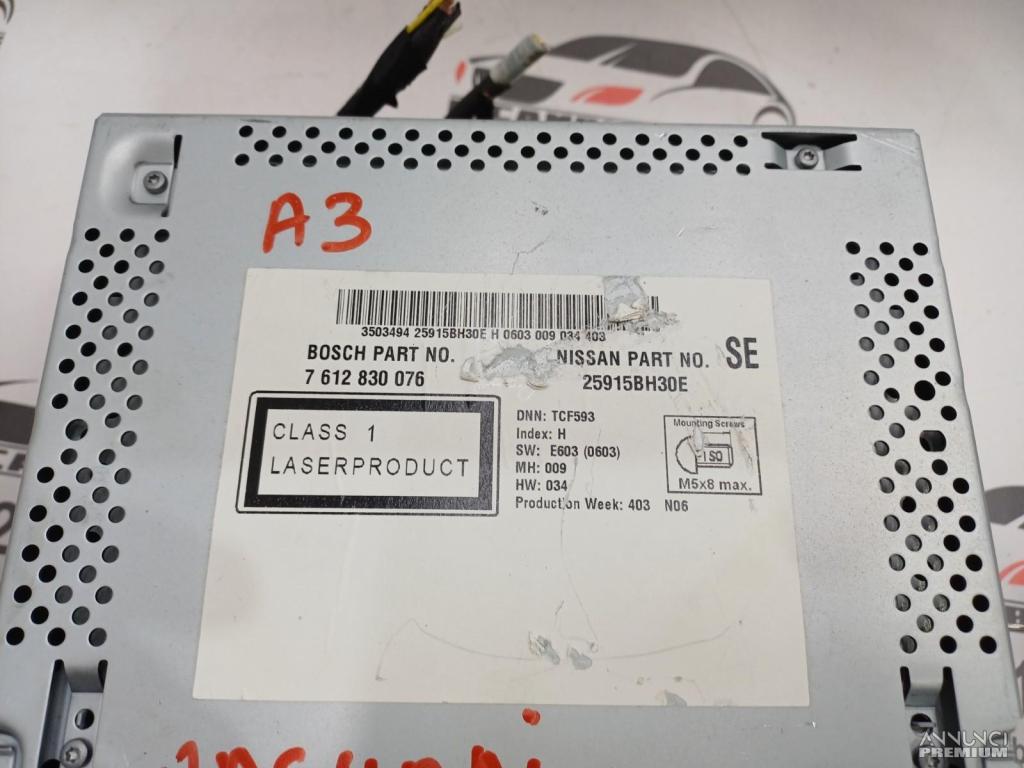 A3
3503494 25915BH30E H 0603 009 034 403
BOSCH PART NO.
NISSAN PART NO.
SE
7 612 830 076
25915BH30E
CLASS 1
LASERPRODUCT
DNN: TCF593
Index: H
SW: E603 (0603)
MH: 009
HW: 034
Production Week: 403 N06
Mounting Screws
ISO
M5x8 max.
ANNUNCI
PREMIUM